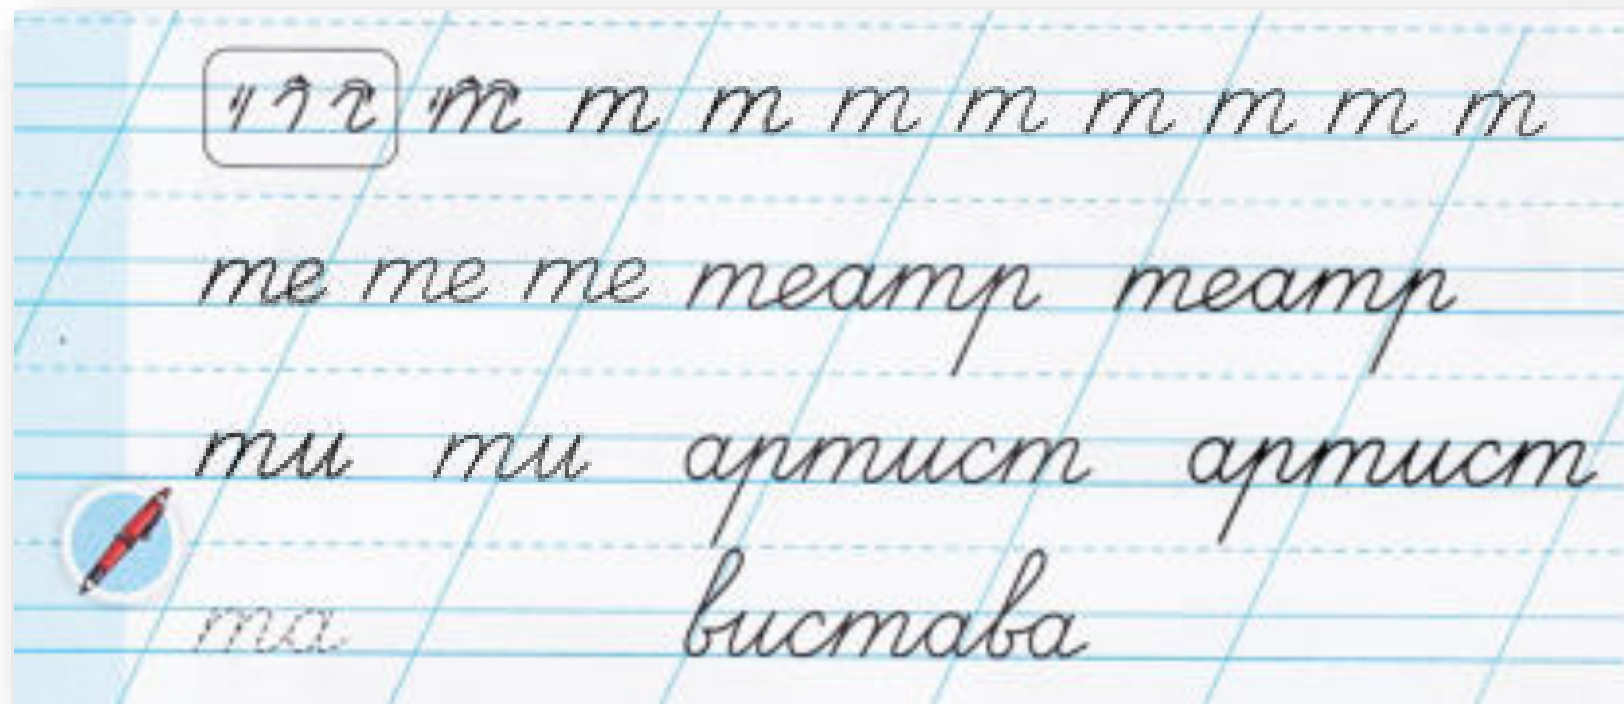 т т т т т т т т т
те те те театр театр
ти ти артист артист
та вистава